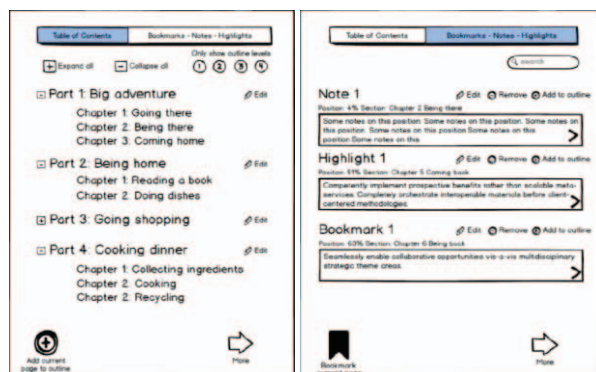 Table of Contents
Bookmarks - Notes - Highlights
Only show outline levels
Expand all
Collapse all
1 2 3 4
Part 1: Big adventure
Edit
Chapter 1: Going there
Chapter 2: Being there
Chapter 3: Coming home
Part 2: Being home
Edit
Chapter 1: Reading a book
Chapter 2: Doing dishes
Part 3: Going shopping
Edit
Part 4: Cooking dinner
Edit
Chapter 1: Collecting ingredients
Chapter 2: Cooking
Chapter 2: Recycling
Add current
page to outline
More
Table of Contents
Bookmarks - Notes - Highlights
search
Note 1
Edit
Remove
Add to outline
Position: 4% Section: Chapter 2 Being there
Some notes on this position. Some notes on this position. Some notes on
this position. Some notes on this position Some notes on this
position Some notes on this
Highlight 1
Edit
Remove
Add to outline
Position: 51% Section: Chapter 5 Coming book
Competently implement prospective benefits rather than scalable meta-
services. Completely orchestrate interoperable materials before client-
centered methodologies.
Bookmark 1
Edit
Remove
Add to outline
Position: 60% Section: Chapter 6 Being book
Seamlessly enable collaborative opportunities vis-a-vis multidisciplinary
strategic theme areas.
Bookmark
More